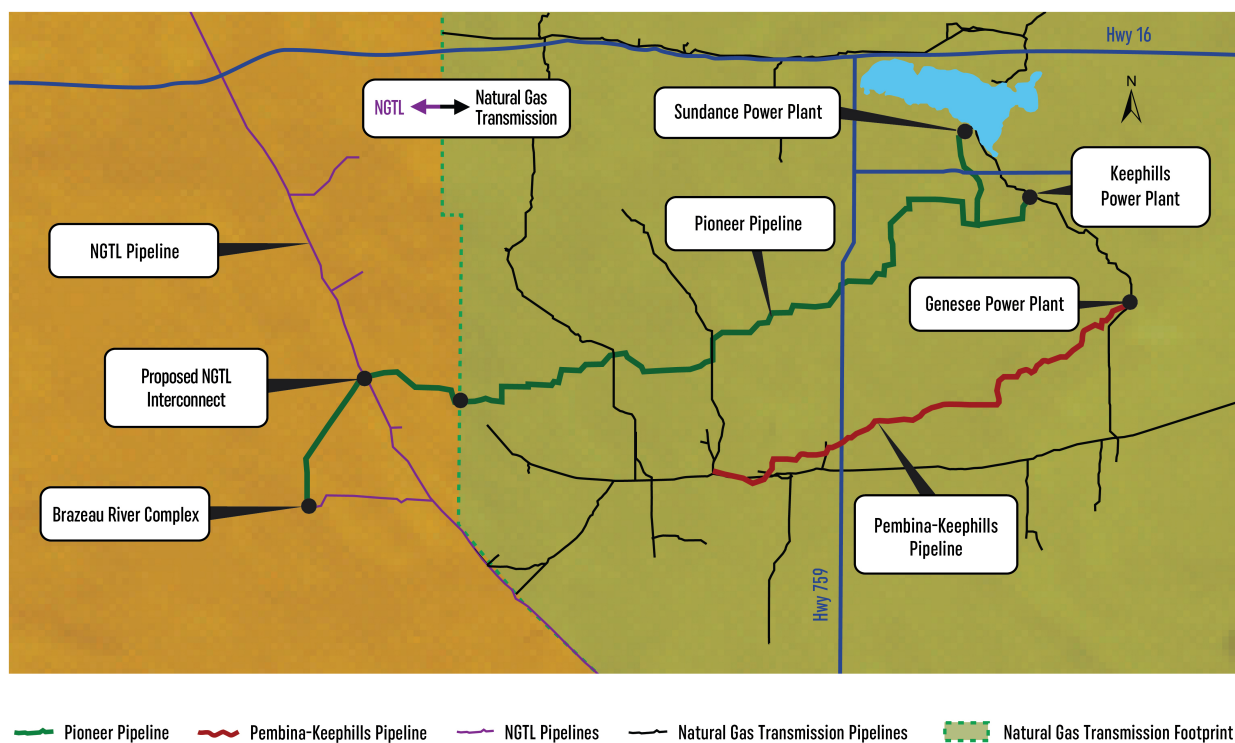 Hwy 16
NGTL
Natural Gas
Transmission
Sundance Power Plant
N
Keephills
Power Plant
Pioneer Pipeline
NGTL Pipeline
Genesee Power Plant
Proposed NGTL
Interconnect
Brazeau River Complex
Pembina-Keephills
Pipeline
Hwy 759
Pioneer Pipeline
Pembina-Keephills Pipeline
NGTL Pipelines
Natural Gas Transmission Pipelines
Natural Gas Transmission Footprint